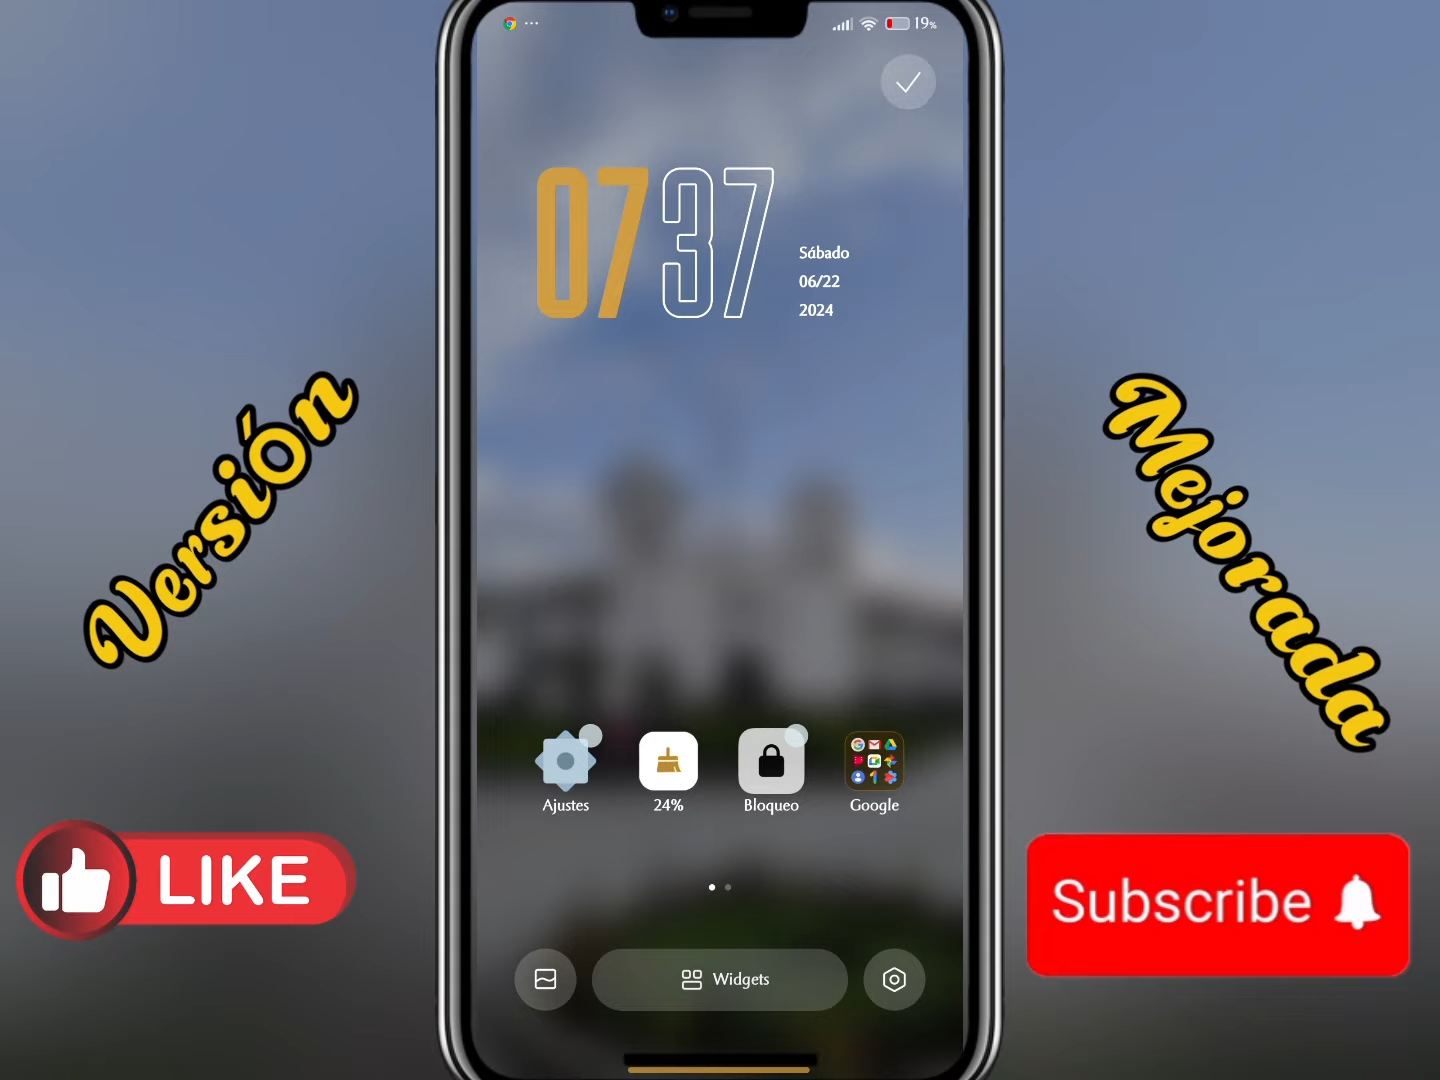 19%
0737
Sábado
06/22
2024
Versión
Mejorada
Ajustes
24%
Bloqueo
Google
LIKE
Subscribe
Widgets